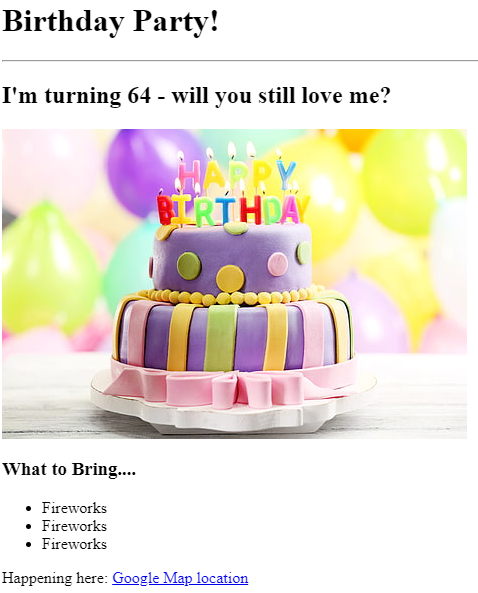 Birthday Party!
I'm turning 64 - will you still love me?
HAPPY
BIRTHDAY
What to Bring....
Fireworks
Fireworks
Fireworks
Happening here: Google Map location